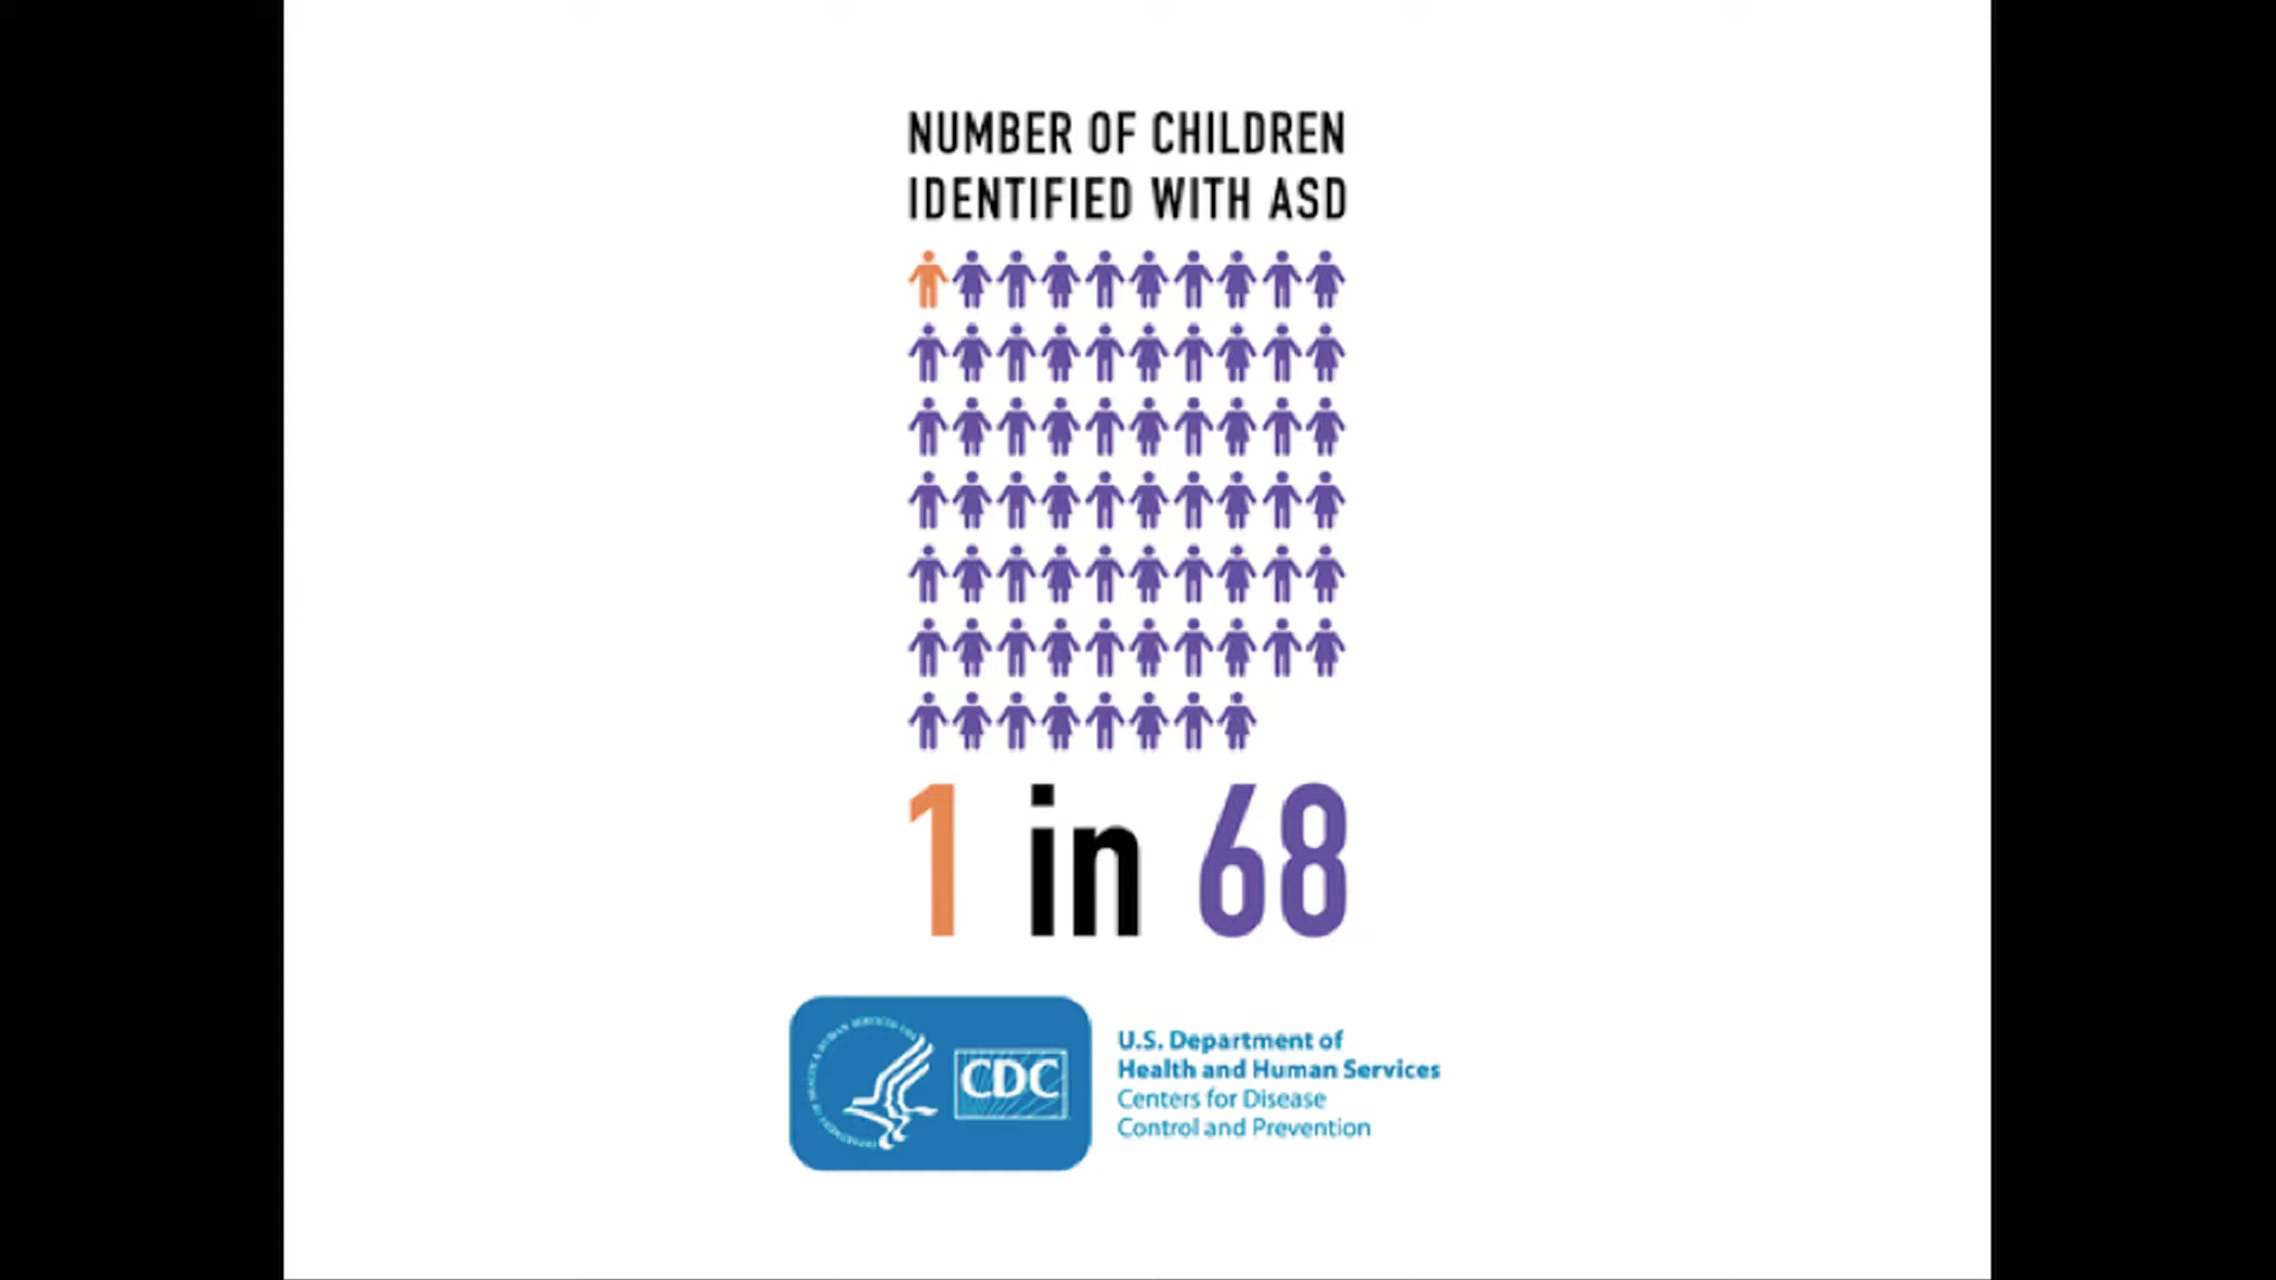 NUMBER OF CHILDREN
IDENTIFIED WITH ASD
1 in 68
CDC
U.S. Department of
Health and Human Services
Centers for Disease
Control and Prevention